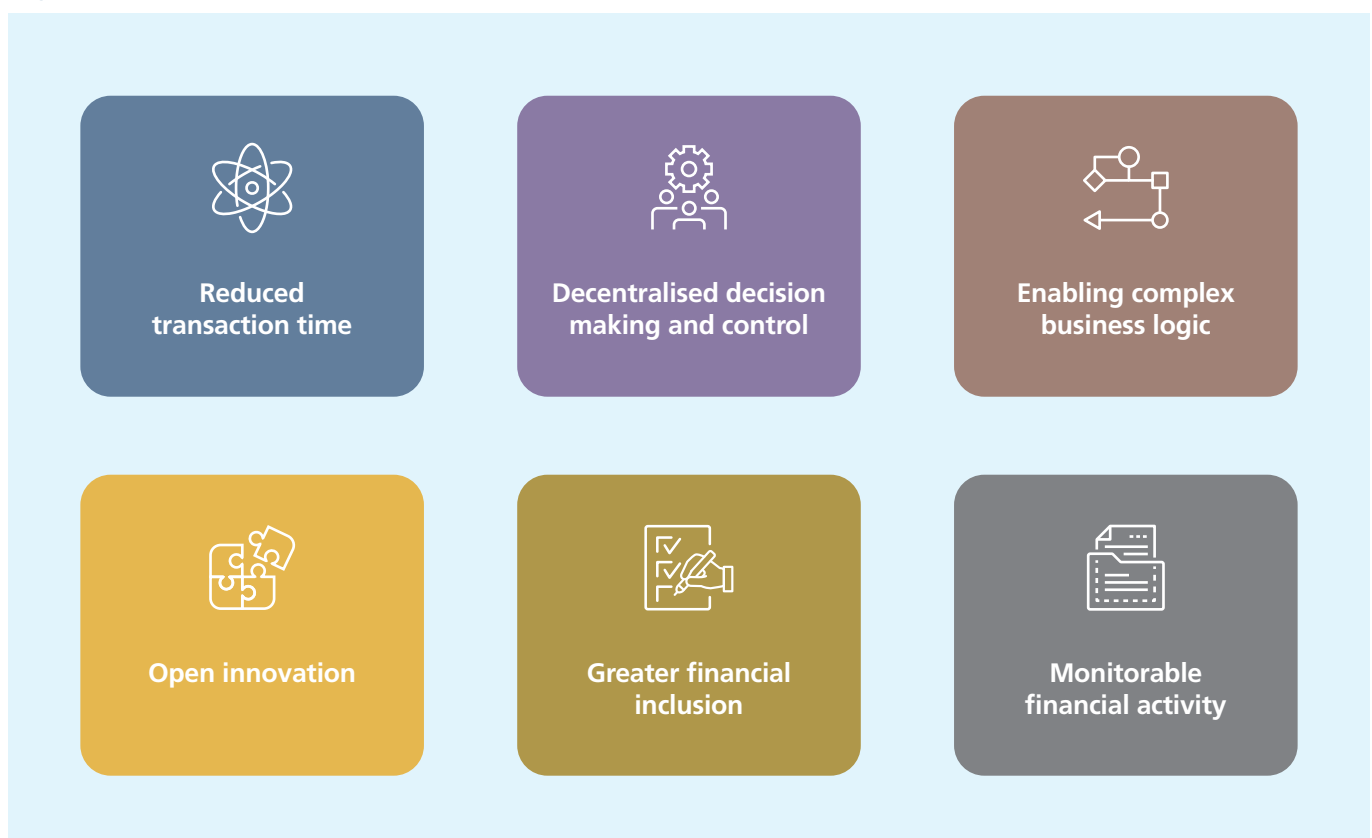 Reduced
transaction time
Decentralised decision
making and control
Enabling complex
business logic
Open innovation
Greater financial
inclusion
Monitorable
financial activity